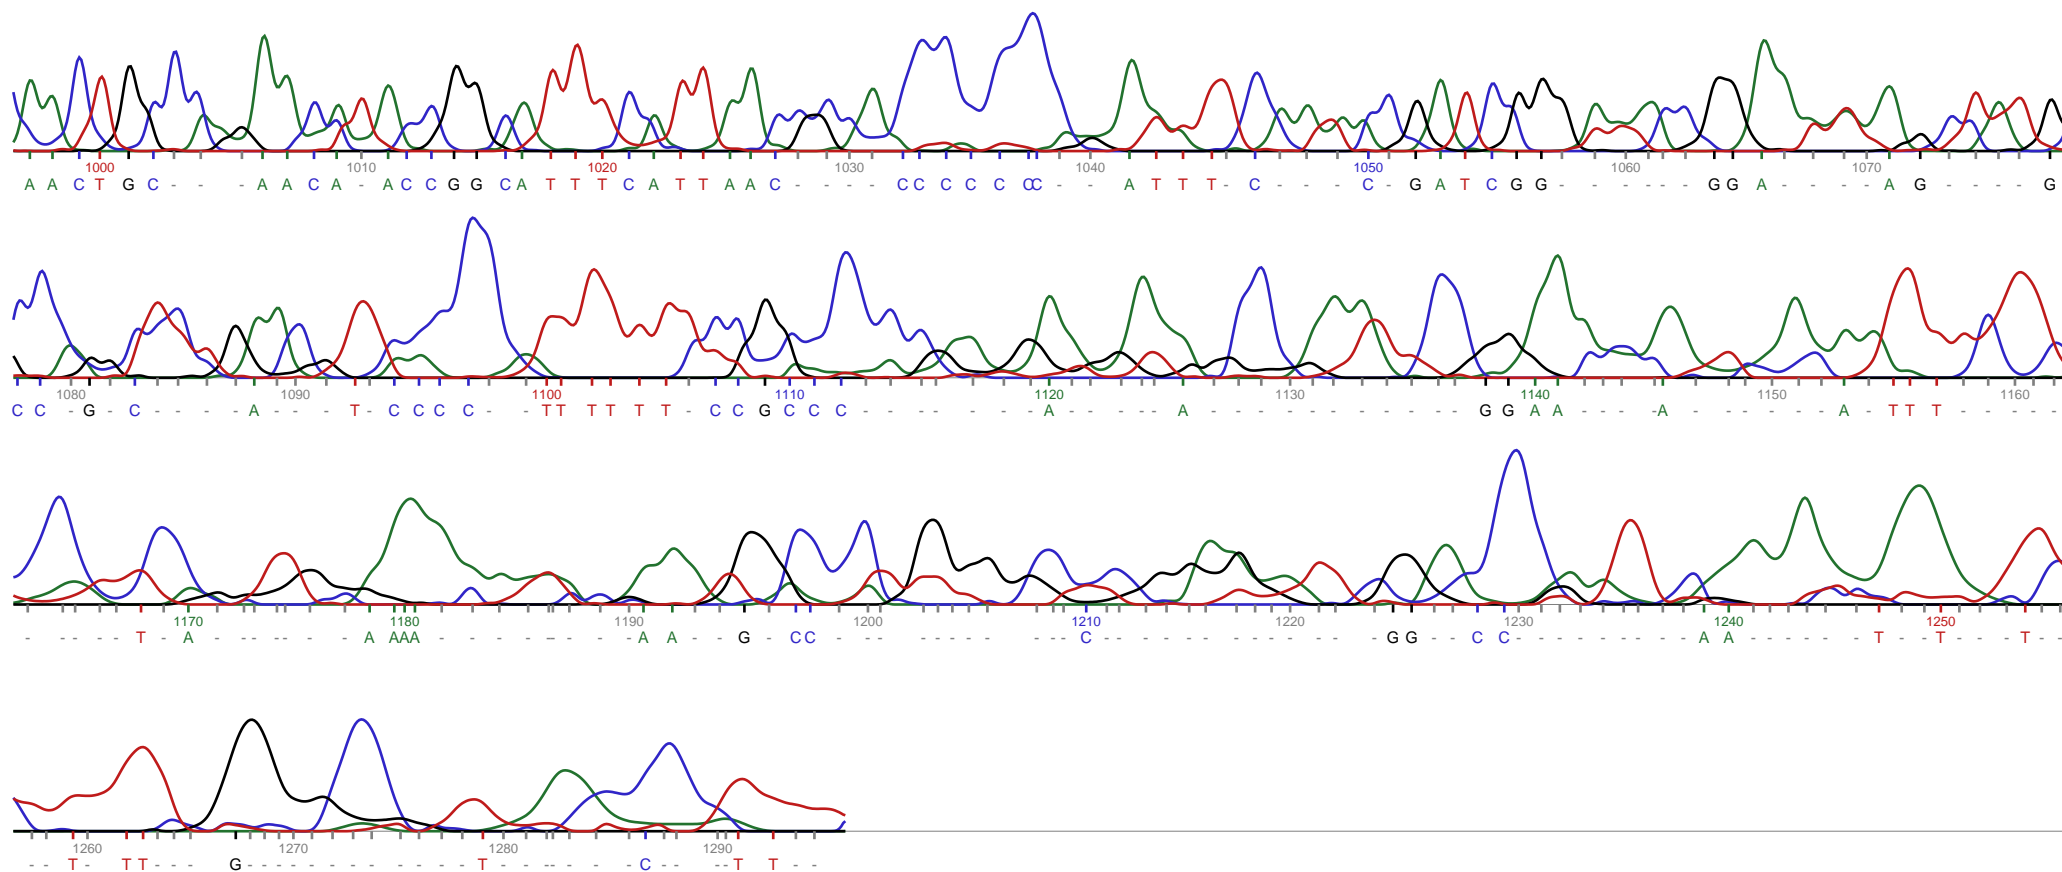 1000 1010 1020 1030 1040 1050 1060 1070
A A C T G C - - - A A C A - A C C G G C A T T T C A T T A A C - - - - - C C C C C C C - - A T T T - C - - - - C - G A T C G G - - - - - - G G A - - - - A G - - - - G
1080 1090 1100 1110 1120 1130 1140 1150 1160
C C - G - C - - - - A - - - T - C C C C - - T T T T T T - C C G C C C - - - - - - - A - - - - A - - - - - - - - - - - G G A A - - - - A - - - - - - A - T T T - - - - -
1170 1180 1190 1200 1210 1220 1230 1240 1250
- - - - - T - A - - - - - - - A A A A - - - - - - - - - - A A - - G C C - - - - - - - - - - - C - - - - - - - - - - - - - G G - - C C - - - - - - - - A A - - - - - - T - - T - - - T - -
1260 1270 1280 1290
- - T - T T - - - G - - - - - - - - - T - - - - - - - C - - - - T T - -